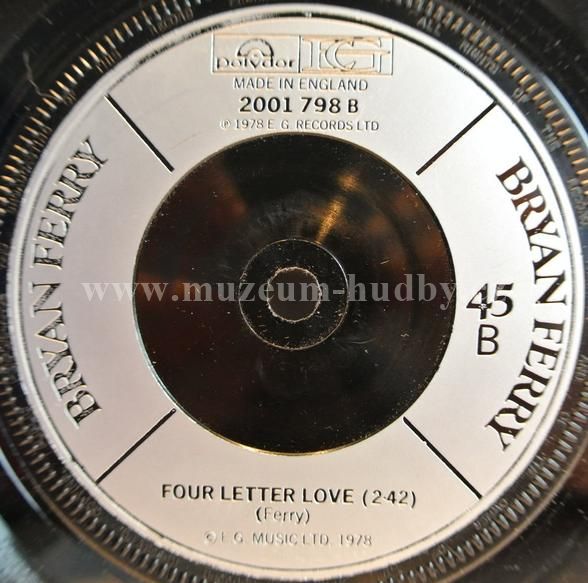 polydor EG
MADE IN ENGLAND
2001 798 B
℗ 1978 E.G. RECORDS LTD
BRYAN FERRY
BRYAN FERRY
www.muzeum-hudby.
45
B
FOUR LETTER LOVE (2·42)
(Ferry)
© E.G. MUSIC LTD. 1978